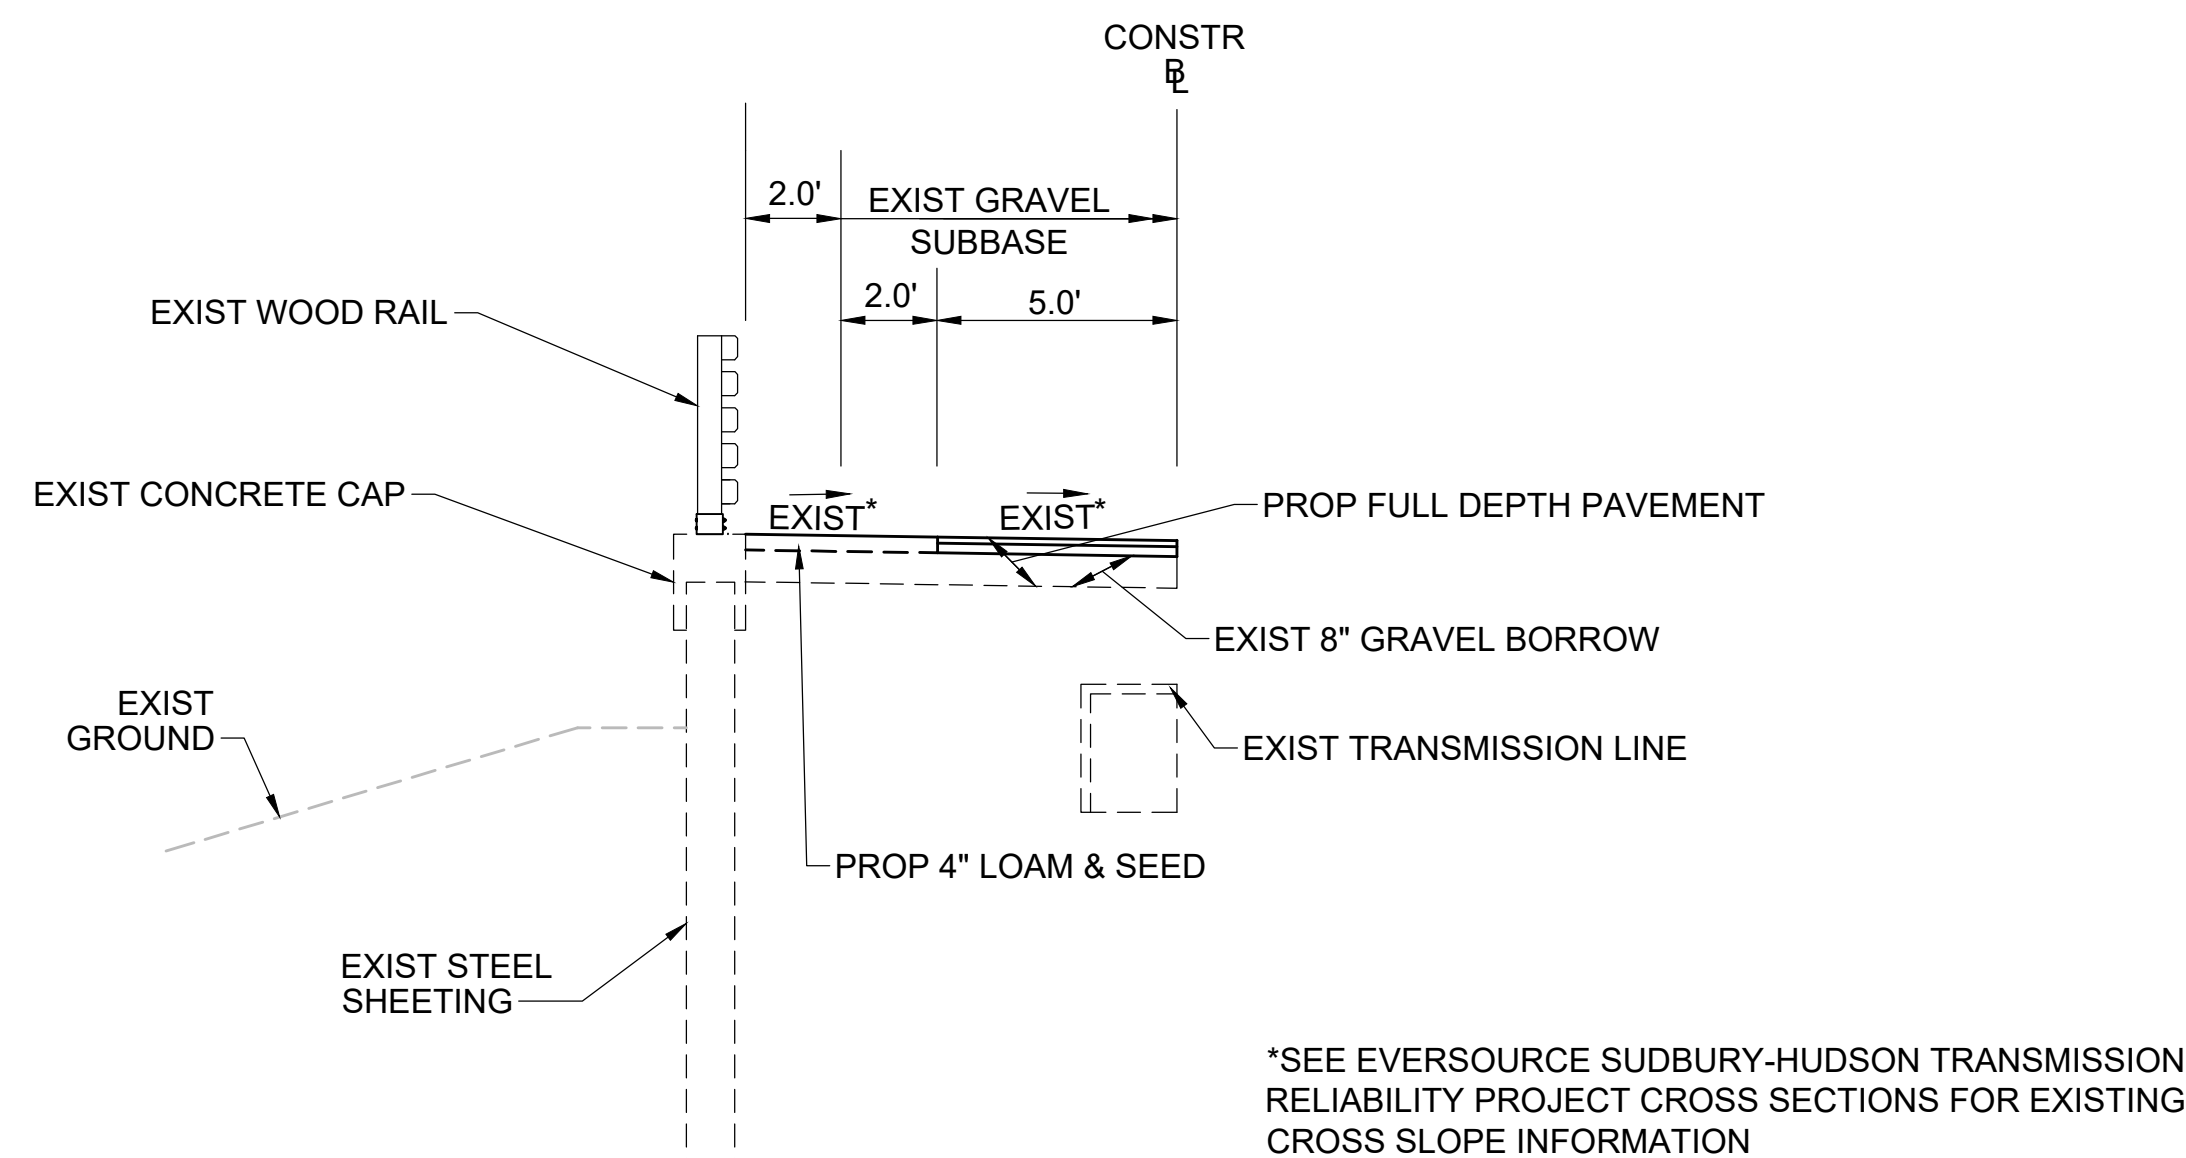 CONSTR
BL
2.0'
EXIST GRAVEL
SUBBASE
2.0'
5.0'
EXIST WOOD RAIL
EXIST CONCRETE CAP
EXIST*
EXIST*
PROP FULL DEPTH PAVEMENT
EXIST 8" GRAVEL BORROW
EXIST
GROUND
EXIST TRANSMISSION LINE
PROP 4" LOAM & SEED
EXIST STEEL
SHEETING
*SEE EVERSOURCE SUDBURY-HUDSON TRANSMISSION
RELIABILITY PROJECT CROSS SECTIONS FOR EXISTING
CROSS SLOPE INFORMATION